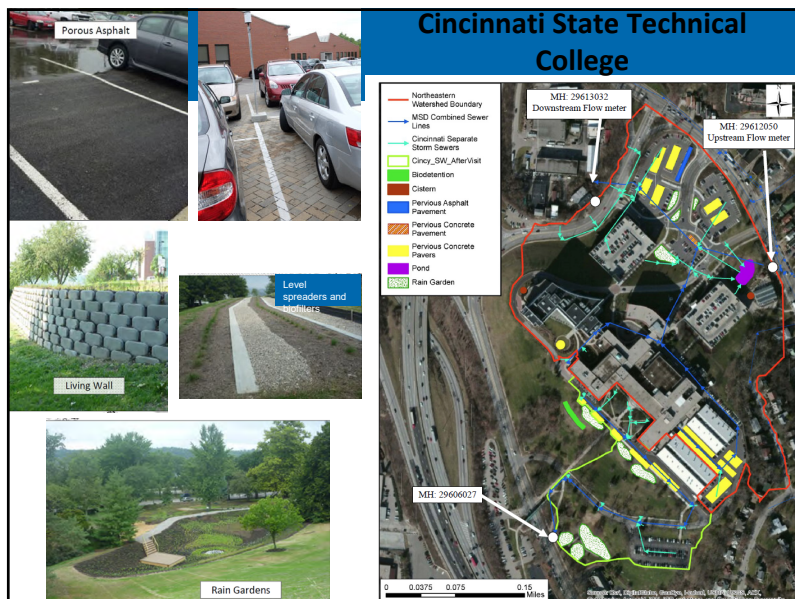 Cincinnati State Technical
College
Porous Asphalt
Level
spreaders and
biofilters
Living Wall
Rain Gardens
Northeastern
Watershed Boundary
MSD Combined Sewer
Lines
Cincinnati Separate
Storm Sewers
Cincy_SW_AfterVisit
Biodetention
Cistern
Pervious Asphalt
Pavement
Pervious Concrete
Pavement
Pervious Concrete
Pavers
Pond
Rain Garden
MH: 29613032
Downstream Flow meter
N
MH: 29612050
Upstream Flow meter
MH: 29606027
0 0.0375 0.075 0.15
Miles